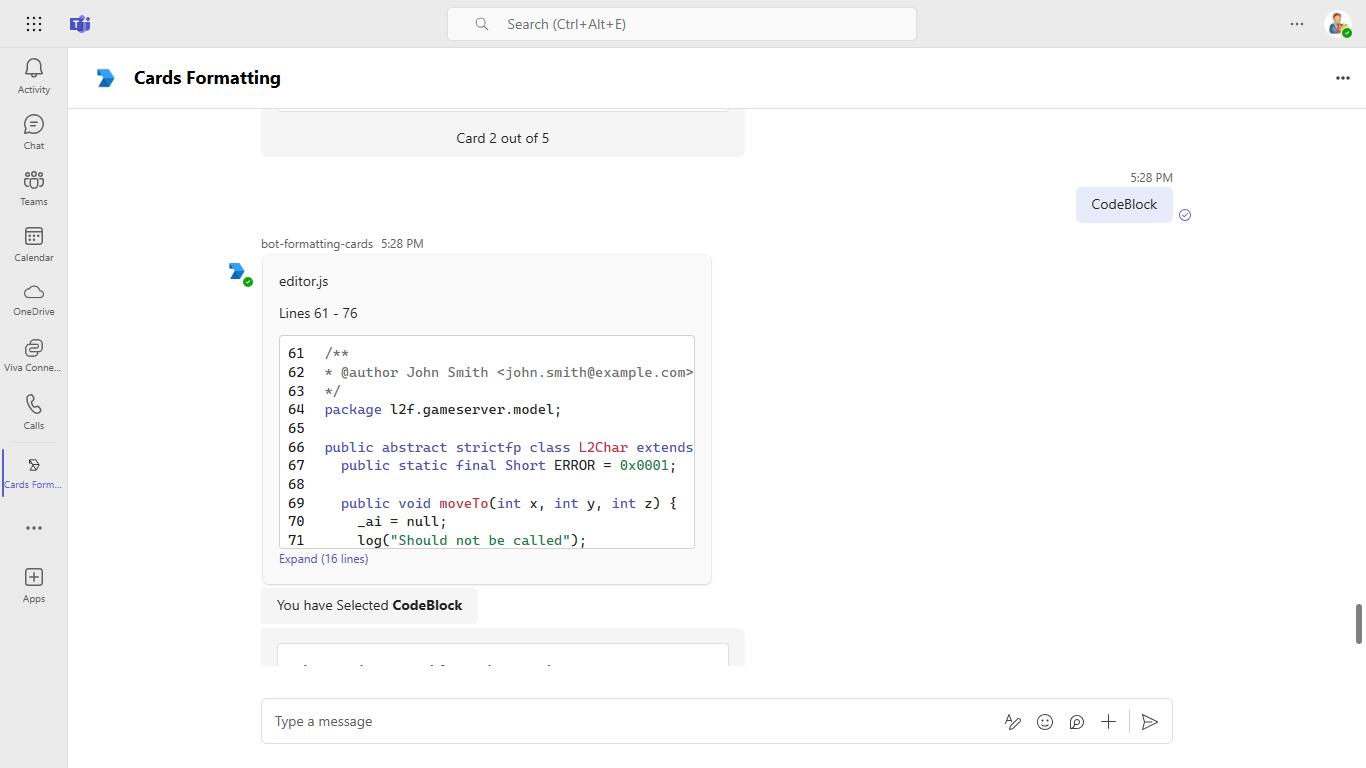 Search (Ctrl+Alt+E)
Activity
Chat
Teams
Calendar
OneDrive
Viva Conne...
Calls
Cards Form...
Apps
Cards Formatting
Card 2 out of 5
5:28 PM
CodeBlock
bot-formatting-cards 5:28 PM
editor.js
Lines 61 - 76
61 /**
62 * @author John Smith <john.smith@example.com>
63 */
64 package l2f.gameserver.model;
65
66 public abstract strictfp class L2Char extends
67 public static final Short ERROR = 0x0001;
68
69 public void moveTo(int x, int y, int z) {
70 _ai = null;
71 log("Should not be called");
Expand (16 lines)
You have Selected CodeBlock
Type a message